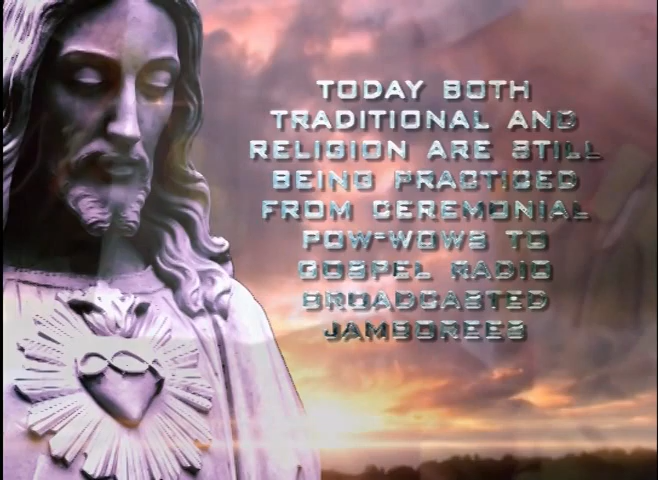 TODAY BOTH
TRADITIONAL AND
RELIGION ARE STILL
BEING PRACTICED
FROM CEREMONIAL
POW-WOWS TO
GOSPEL RADIO
BROADCASTED
JAMBOREES